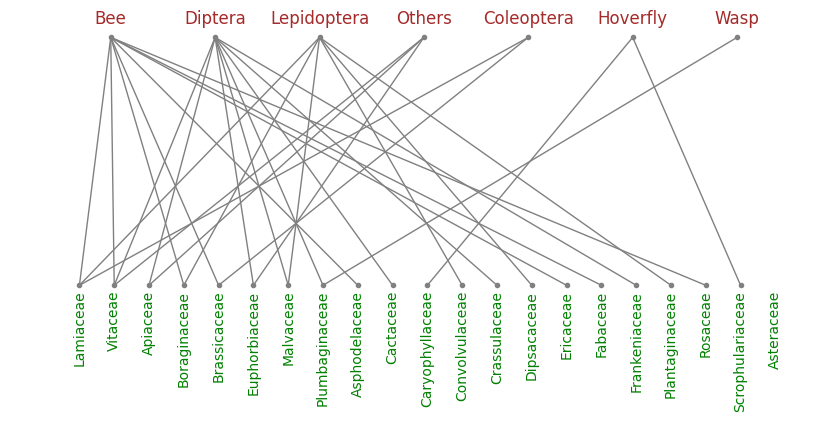 Bee Diptera Lepidoptera Others Coleoptera Hoverfly Wasp
Lamiaceae
Vitaceae
Apiaceae
Boraginaceae
Brassicaceae
Euphorbiaceae
Malvaceae
Plumbaginaceae
Asphodelaceae
Cactaceae
Caryophyllaceae
Convolvulaceae
Crassulaceae
Dipsacaceae
Ericaceae
Fabaceae
Frankeniaceae
Plantaginaceae
Rosaceae
Scrophulariaceae
Asteraceae